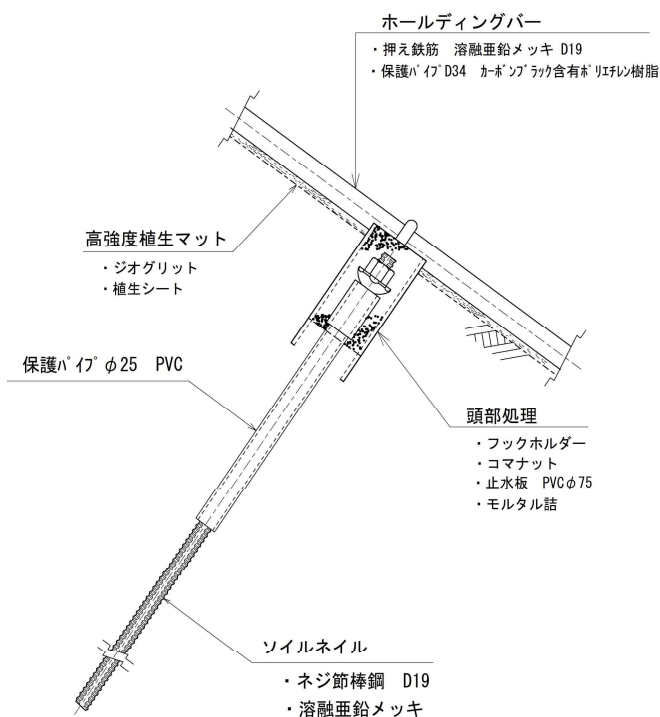 ホールディングバー
・押え鉄筋　溶融亜鉛メッキ D19
・保護ﾊﾟｲﾌﾟD34　ｶｰﾎﾞﾝﾌﾞﾗｯｸ含有ﾎﾟﾘｴﾁﾚﾝ樹脂
高強度植生マット
・ジオグリット
・植生シート
保護ﾊﾟｲﾌﾟφ25　PVC
頭部処理
・フックホルダー
・コマナット
・止水板　PVCφ75
・モルタル詰
ソイルネイル
・ネジ節棒鋼　D19
・溶融亜鉛メッキ